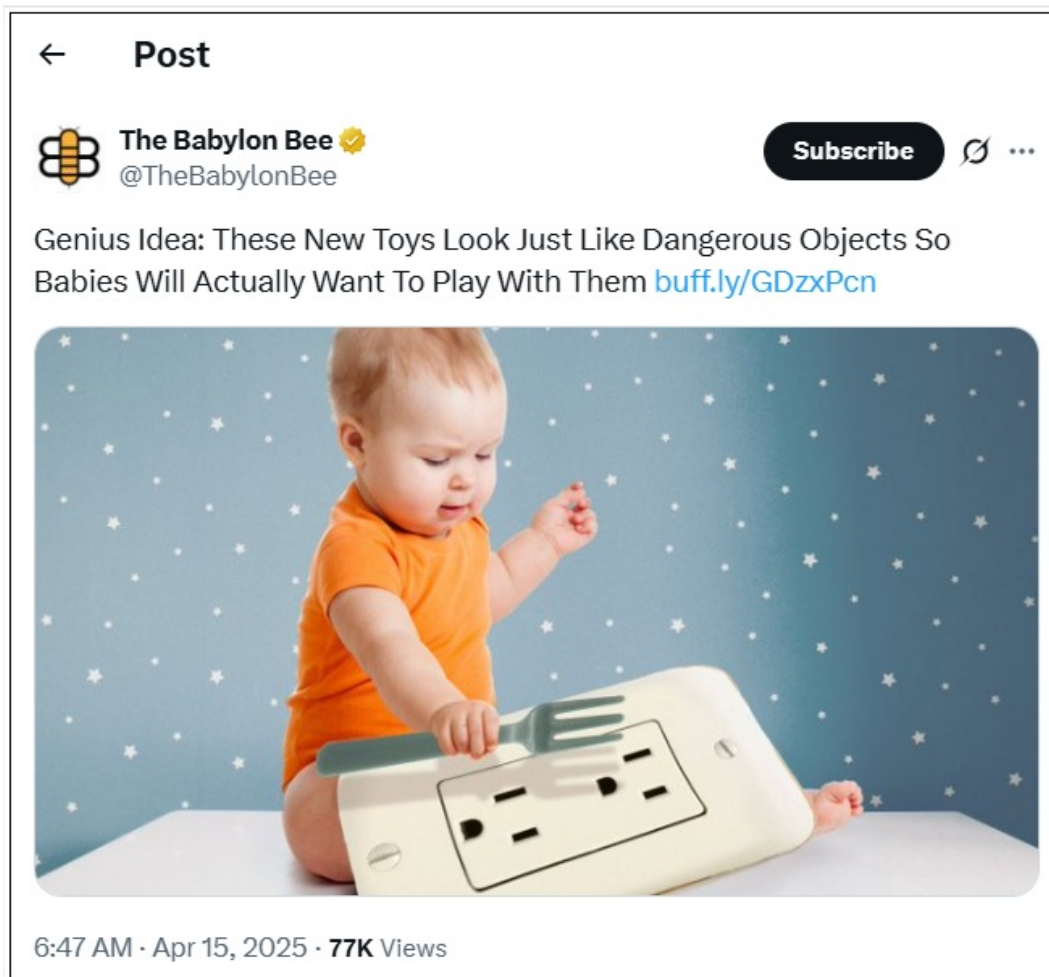 Post
The Babylon Bee
@TheBabylonBee
Subscribe
Genius Idea: These New Toys Look Just Like Dangerous Objects So
Babies Will Actually Want To Play With Them buff.ly/GDzxPcn
6:47 AM · Apr 15, 2025 · 77K Views